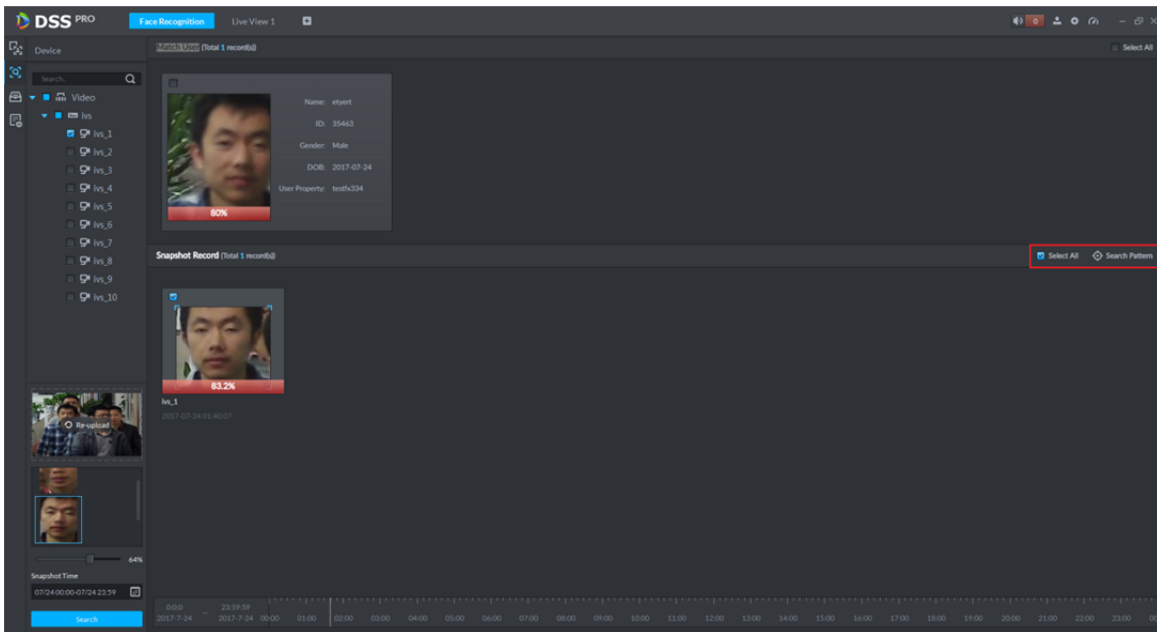 DSS PRO Face Recognition Live View 1 0
Device
Match User (Total 1 record(s)) Select All
Search..
Video
ivs
ivs_1
ivs_2
ivs_3
ivs_4
ivs_5
ivs_6
ivs_7
ivs_8
ivs_9
ivs_10
Name: etyert
ID: 35463
Gender: Male
DOB: 2017-07-24
User Property: testfx334
80%
Snapshot Record (Total 1 record(s)) Select All Search Pattern
83.2%
ivs_1
2017-07-24 01:40:07
Re-upload
64%
Snapshot Time
07/24 00:00-07/24 23:59
Search
0:0:0 23:59:59
2017-7-24 – 2017-7-24 00:00 01:00 02:00 03:00 04:00 05:00 06:00 07:00 08:00 09:00 10:00 11:00 12:00 13:00 14:00 15:00 16:00 17:00 18:00 19:00 20:00 21:00 22:00 23:00 00